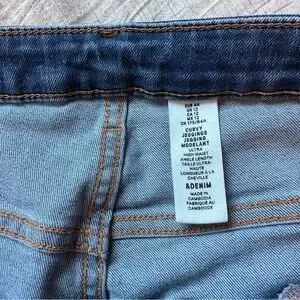 EUR 44
US 12
CA 12
MX 12
CN 175/84A
CURVY
JEGGINGS
JEGGING
MODELANT
ULTRA
HIGH WAIST
ANKLE LENGTH
TAILLE ULTRA-
HAUTE
LONGUEUR À LA
CHEVILLE
&DENIM
MADE IN
CAMBODIA
FABRIQUÉ AU
CAMBODGE